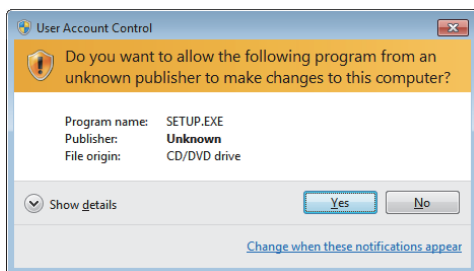 User Account Control
Do you want to allow the following program from an
unknown publisher to make changes to this computer?
Program name: SETUP.EXE
Publisher: Unknown
File origin: CD/DVD drive
Show details
Yes
No
Change when these notifications appear